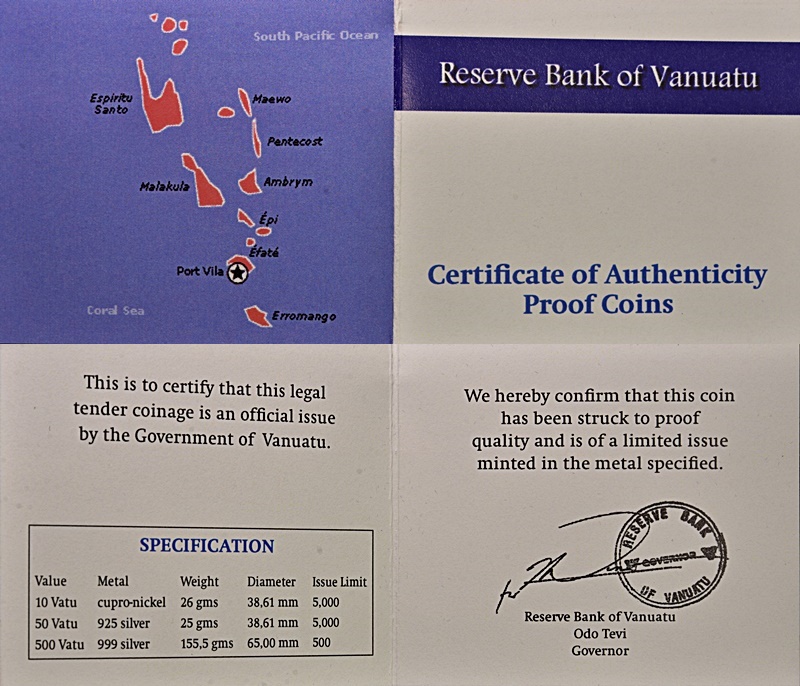 South Pacific Ocean
Espiritu
Santo
Maewo
Pentecost
Malakula
Ambrym
Épi
Éfaté
Port Vila
Coral Sea
Erromango
Reserve Bank of Vanuatu
Certificate of Authenticity
Proof Coins
This is to certify that this legal
tender coinage is an official issue
by the Government of Vanuatu.
SPECIFICATION
Value Metal Weight Diameter Issue Limit
10 Vatu cupro-nickel 26 gms 38,61 mm 5,000
50 Vatu 925 silver 25 gms 38,61 mm 5,000
500 Vatu 999 silver 155,5 gms 65,00 mm 500
We hereby confirm that this coin
has been struck to proof
quality and is of a limited issue
minted in the metal specified.
RESERVE BANK
GOVERNOR
OF VANUATU
Reserve Bank of Vanuatu
Odo Tevi
Governor